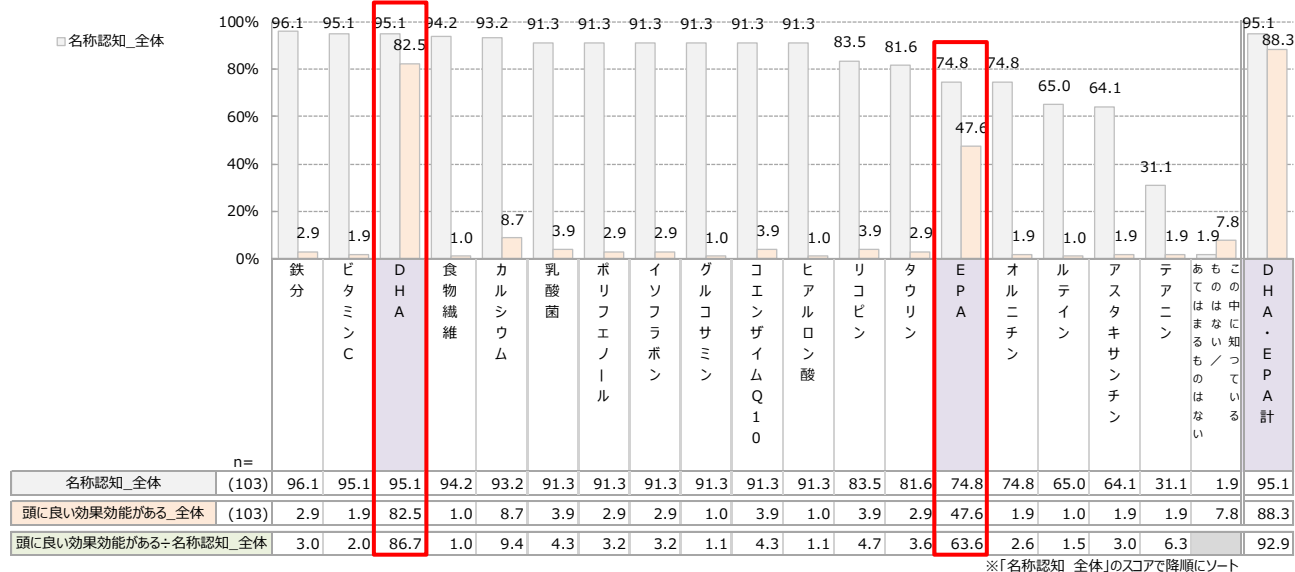 □名称認知_全体
100%
80%
60%
40%
20%
0%
96.1 95.1 95.1 94.2 93.2 91.3 91.3 91.3 91.3 91.3 91.3 83.5 81.6 74.8 74.8 65.0 64.1 31.1 1.9 95.1
2.9 1.9 82.5 1.0 8.7 3.9 2.9 2.9 1.0 3.9 1.0 3.9 2.9 47.6 1.9 1.0 1.9 1.9 7.8 88.3
鉄分
ビタミンC
DHA
食物繊維
カルシウム
乳酸菌
ポリフェノール
イソフラボン
グルコサミン
コエンザイムQ10
ヒアルロン酸
リコピン
タウリン
EPA
オルニチン
ルテイン
アスタキサンチン
テアニン
この中に知っている
ものはない/
あてはまるものはない
DHA・EPA計
n=
名称認知_全体 (103) 96.1 95.1 95.1 94.2 93.2 91.3 91.3 91.3 91.3 91.3 91.3 83.5 81.6 74.8 74.8 65.0 64.1 31.1 1.9 95.1
頭に良い効果効能がある_全体 (103) 2.9 1.9 82.5 1.0 8.7 3.9 2.9 2.9 1.0 3.9 1.0 3.9 2.9 47.6 1.9 1.0 1.9 1.9 7.8 88.3
頭に良い効果効能がある÷名称認知_全体 3.0 2.0 86.7 1.0 9.4 4.3 3.2 3.2 1.1 4.3 1.1 4.7 3.6 63.6 2.6 1.5 3.0 6.3 92.9
※「名称認知_全体」のスコアで降順にソート